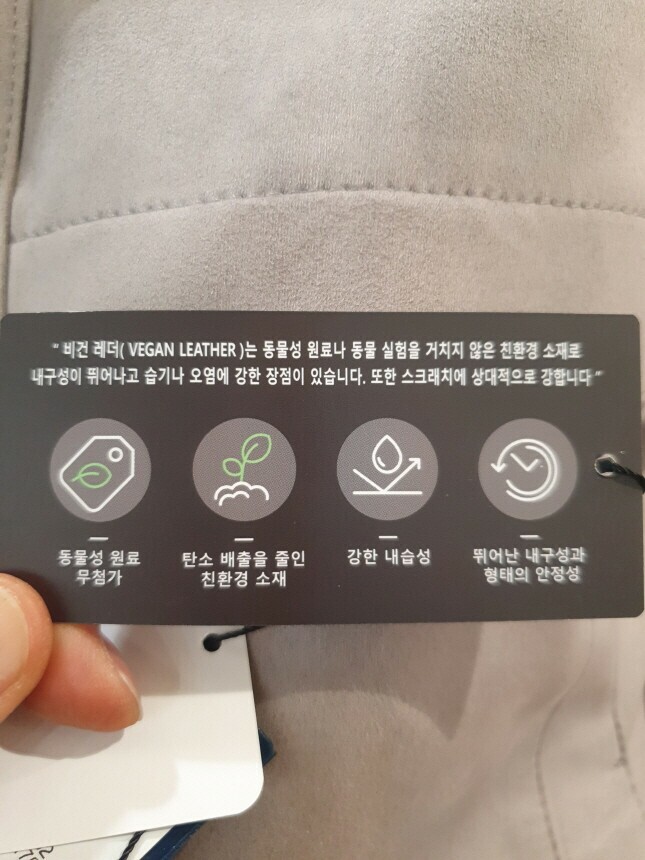 " 비건 레더( VEGAN LEATHER )는 동물성 원료나 동물 실험을 거치지 않은 친환경 소재로
내구성이 뛰어나고 습기나 오염에 강한 장점이 있습니다. 또한 스크래치에 상대적으로 강합니다 "
동물성 원료
무첨가
탄소 배출을 줄인
친환경 소재
강한 내습성
뛰어난 내구성과
형태의 안정성